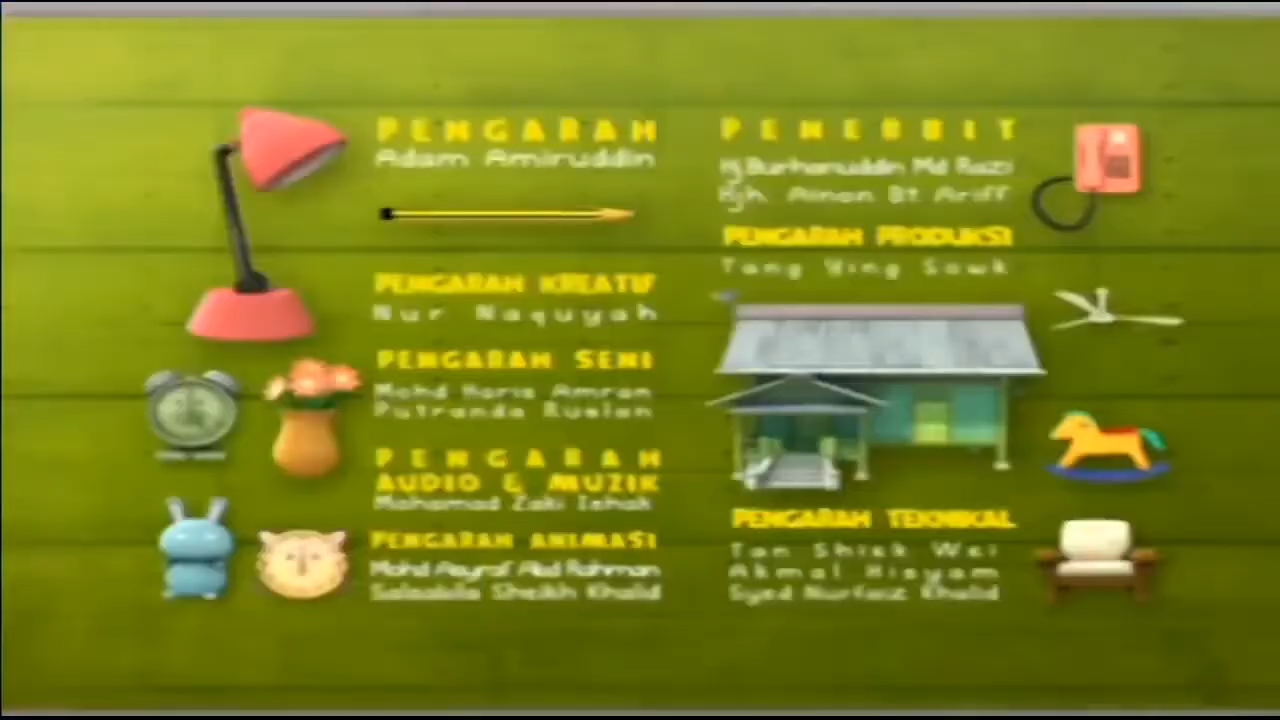 PENGARAH
Adam Amiruddin
PENGARAH KREATIF
Nur Naquyah
PENGARAH SENI
Mohd Haris Amran
Putranda Ruslan
PENGARAH
AUDIO & MUZIK
Mohamad Zaki Ishak
PENGARAH ANIMASI
Mohd Asyraf Abd Rahman
Salsabila Sheikh Khalid
PENERBIT
Hj.Burhanuddin Md Radzi
Hjh. Ainon Bt Ariff
PENGARAH PRODUKSI
Tang Ying Sowk
PENGARAH TEKNIKAL
Tan Shiek Wei
Akmal Hisyam
Syed Nurfaiz Khalid